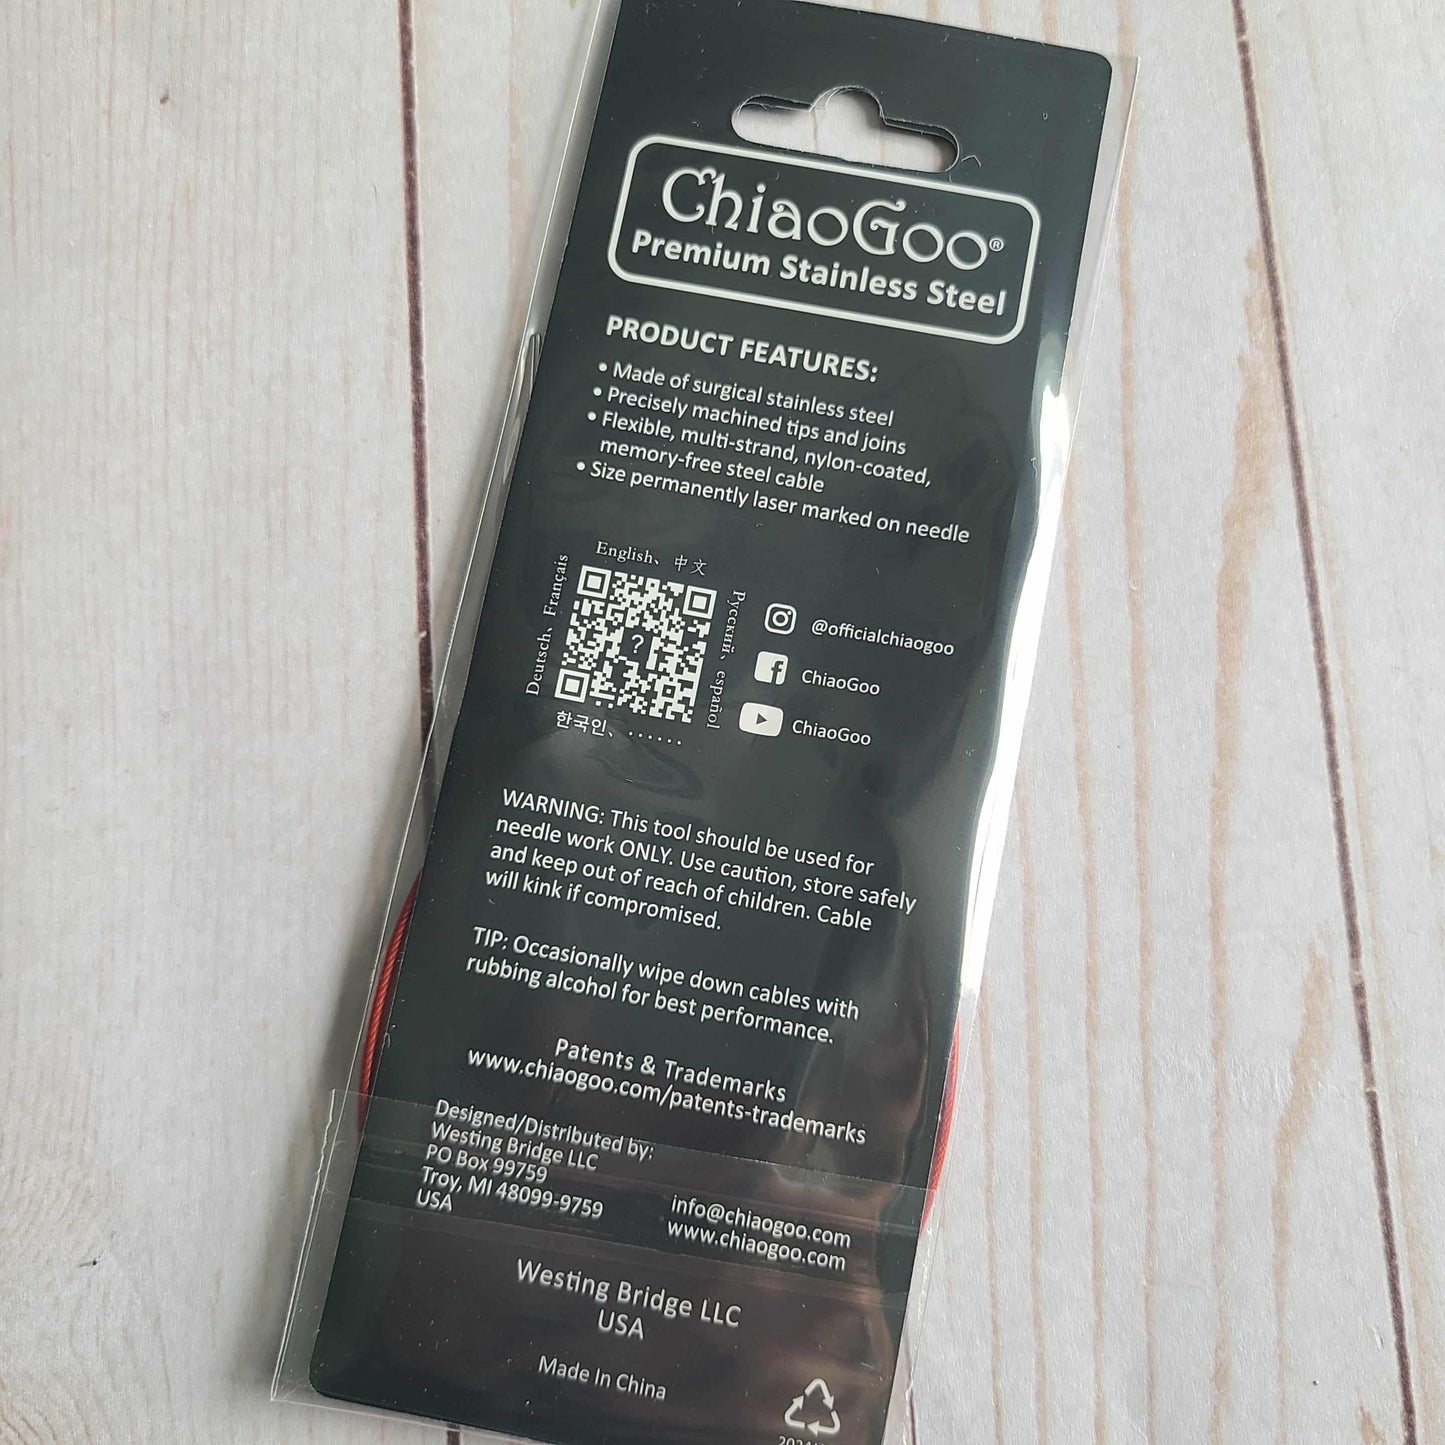 ChiaoGoo®
Premium Stainless Steel
PRODUCT FEATURES:
• Made of surgical stainless steel
• Precisely machined tips and joins
• Flexible, multi-strand, nylon-coated,
memory-free steel cable
• Size permanently laser marked on needle
English、 中文
Deutsch、 Français
Русский、 español
?
한국인、 ......
@officialchiaogoo
ChiaoGoo
ChiaoGoo
WARNING: This tool should be used for
needle work ONLY. Use caution, store safely
and keep out of reach of children. Cable
will kink if compromised.
TIP: Occasionally wipe down cables with
rubbing alcohol for best performance.
Patents & Trademarks
www.chiaogoo.com/patents-trademarks
Designed/Distributed by:
Westing Bridge LLC
PO Box 99759
Troy, MI 48099-9759
USA
info@chiaogoo.com
www.chiaogoo.com
Westing Bridge LLC
USA
Made In China